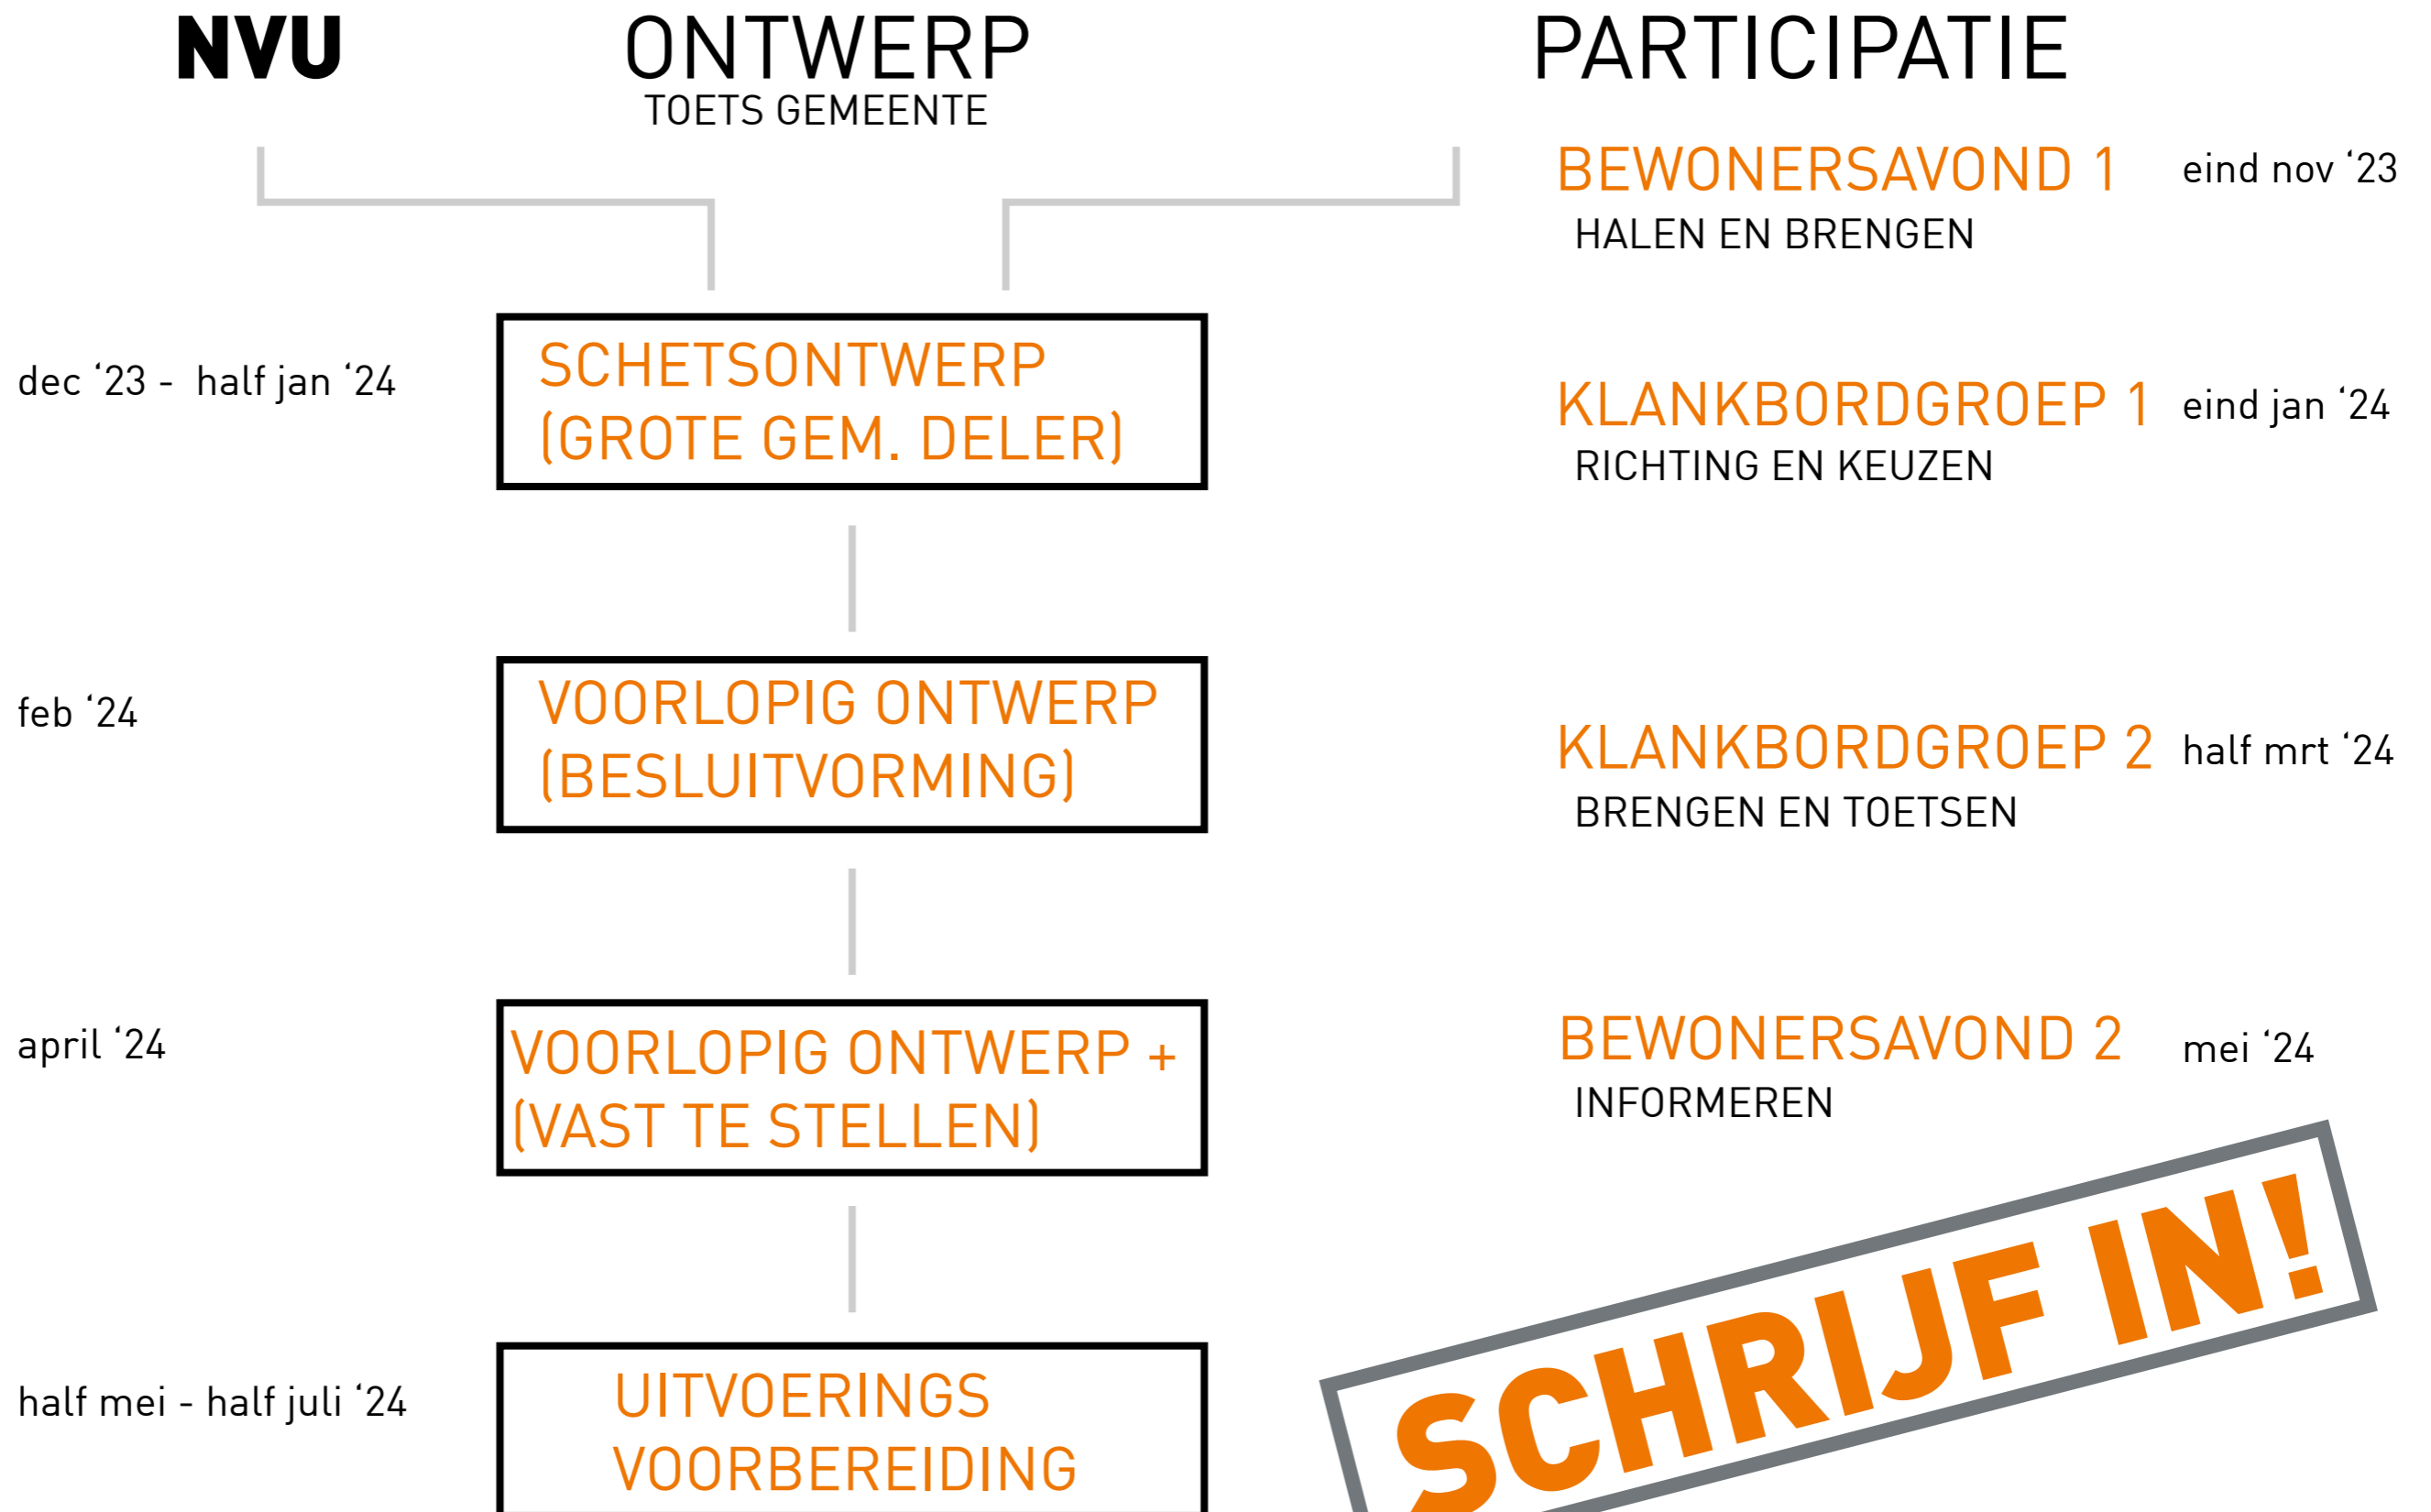 NVU
ONTWERP
TOETS GEMEENTE
PARTICIPATIE
BEWONERSAVOND 1 eind nov ‘23
HALEN EN BRENGEN
dec ‘23 - half jan ‘24
SCHETSONTWERP
(GROTE GEM. DELER)
KLANKBORDGROEP 1 eind jan ‘24
RICHTING EN KEUZEN
feb ‘24
VOORLOPIG ONTWERP
(BESLUITVORMING)
KLANKBORDGROEP 2 half mrt ‘24
BRENGEN EN TOETSEN
april ‘24
VOORLOPIG ONTWERP +
(VAST TE STELLEN)
BEWONERSAVOND 2 mei ‘24
INFORMEREN
half mei - half juli ‘24
UITVOERINGS
VOORBEREIDING
SCHRIJF IN!